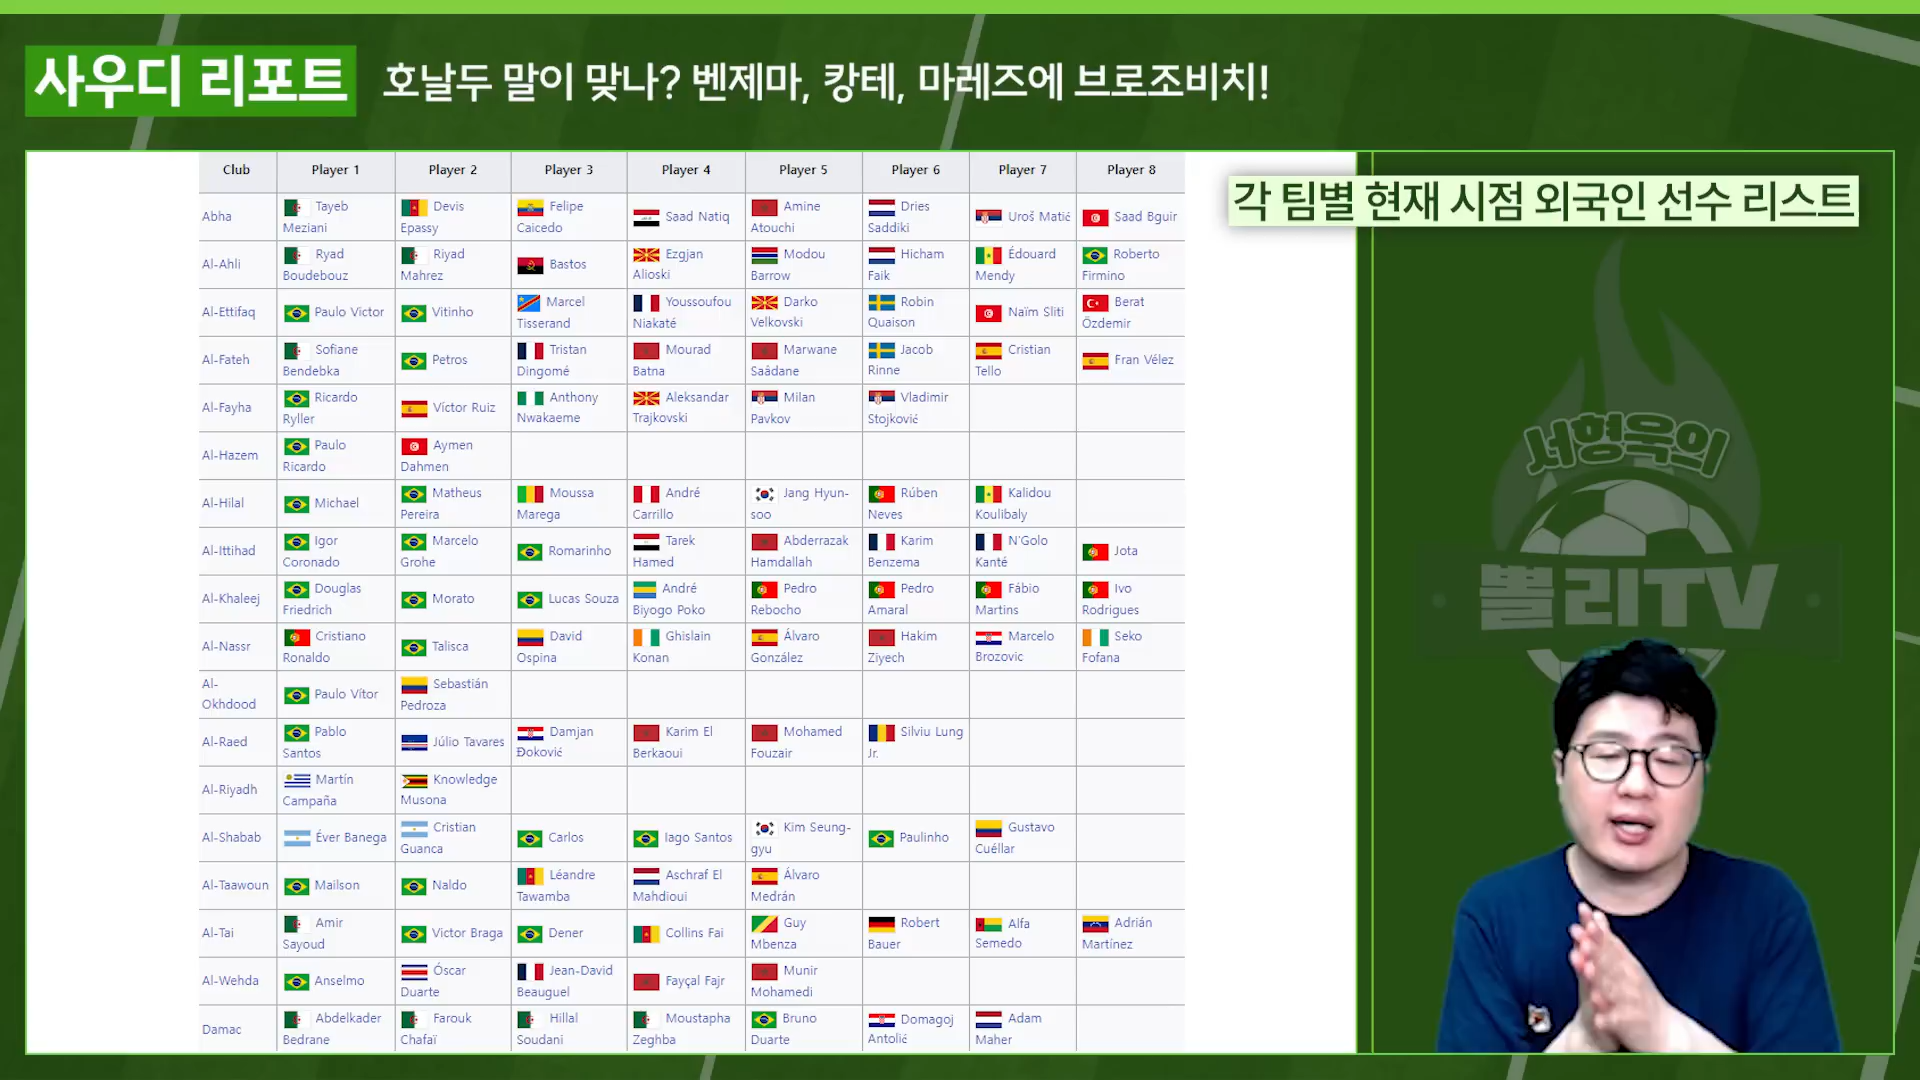 사우디 리포트 호날두 말이 맞나? 벤제마, 캉테, 마레즈에 브로조비치!
각 팀별 현재 시점 외국인 선수 리스트
Club Player 1 Player 2 Player 3 Player 4 Player 5 Player 6 Player 7 Player 8
Abha Tayeb Meziani Devis Epassy Felipe Caicedo Saad Natiq Amine Atouchi Dries Saddiki Uroš Matić Saad Bguir
Al-Ahli Ryad Boudebouz Riyad Mahrez Bastos Ezgjan Alioski Modou Barrow Hicham Faik Édouard Mendy Roberto Firmino
Al-Ettifaq Paulo Victor Vitinho Marcel Tisserand Youssoufou Niakaté Darko Velkovski Robin Quaison Naïm Sliti Berat Özdemir
Al-Fateh Sofiane Bendebka Petros Tristan Dingomé Mourad Batna Marwane Saâdane Jacob Rinne Cristian Tello Fran Vélez
Al-Fayha Ricardo Ryller Víctor Ruiz Anthony Nwakaeme Aleksandar Trajkovski Milan Pavkov Vladimir Stojković
Al-Hazem Paulo Ricardo Aymen Dahmen
Al-Hilal Michael Matheus Pereira Moussa Marega André Carrillo Jang Hyun-soo Rúben Neves Kalidou Koulibaly
Al-Ittihad Igor Coronado Marcelo Grohe Romarinho Tarek Hamed Abderrazak Hamdallah Karim Benzema N'Golo Kanté Jota
Al-Khaleej Douglas Friedrich Morato Lucas Souza André Biyogo Poko Pedro Rebocho Pedro Amaral Fábio Martins Ivo Rodrigues
Al-Nassr Cristiano Ronaldo Talisca David Ospina Ghislain Konan Álvaro González Hakim Ziyech Marcelo Brozovic Seko Fofana
Al-Okhdood Paulo Vítor Sebastián Pedroza
Al-Raed Pablo Santos Júlio Tavares Damjan Đoković Karim El Berkaoui Mohamed Fouzair Silviu Lung Jr.
Al-Riyadh Martín Campaña Knowledge Musona
Al-Shabab Éver Banega Cristian Guanca Carlos Iago Santos Kim Seung-gyu Paulinho Gustavo Cuéllar
Al-Taawoun Mailson Naldo Léandre Tawamba Aschraf El Mahdioui Álvaro Medrán
Al-Tai Amir Sayoud Victor Braga Dener Collins Fai Guy Mbenza Robert Bauer Alfa Semedo Adrián Martínez
Al-Wehda Anselmo Óscar Duarte Jean-David Beauguel Fayçal Fajr Munir Mohamedi
Damac Abdelkader Bedrane Farouk Chafaï Hillal Soudani Moustapha Zeghba Bruno Duarte Domagoj Antolić Adam Maher
서형욱의
뽈리TV